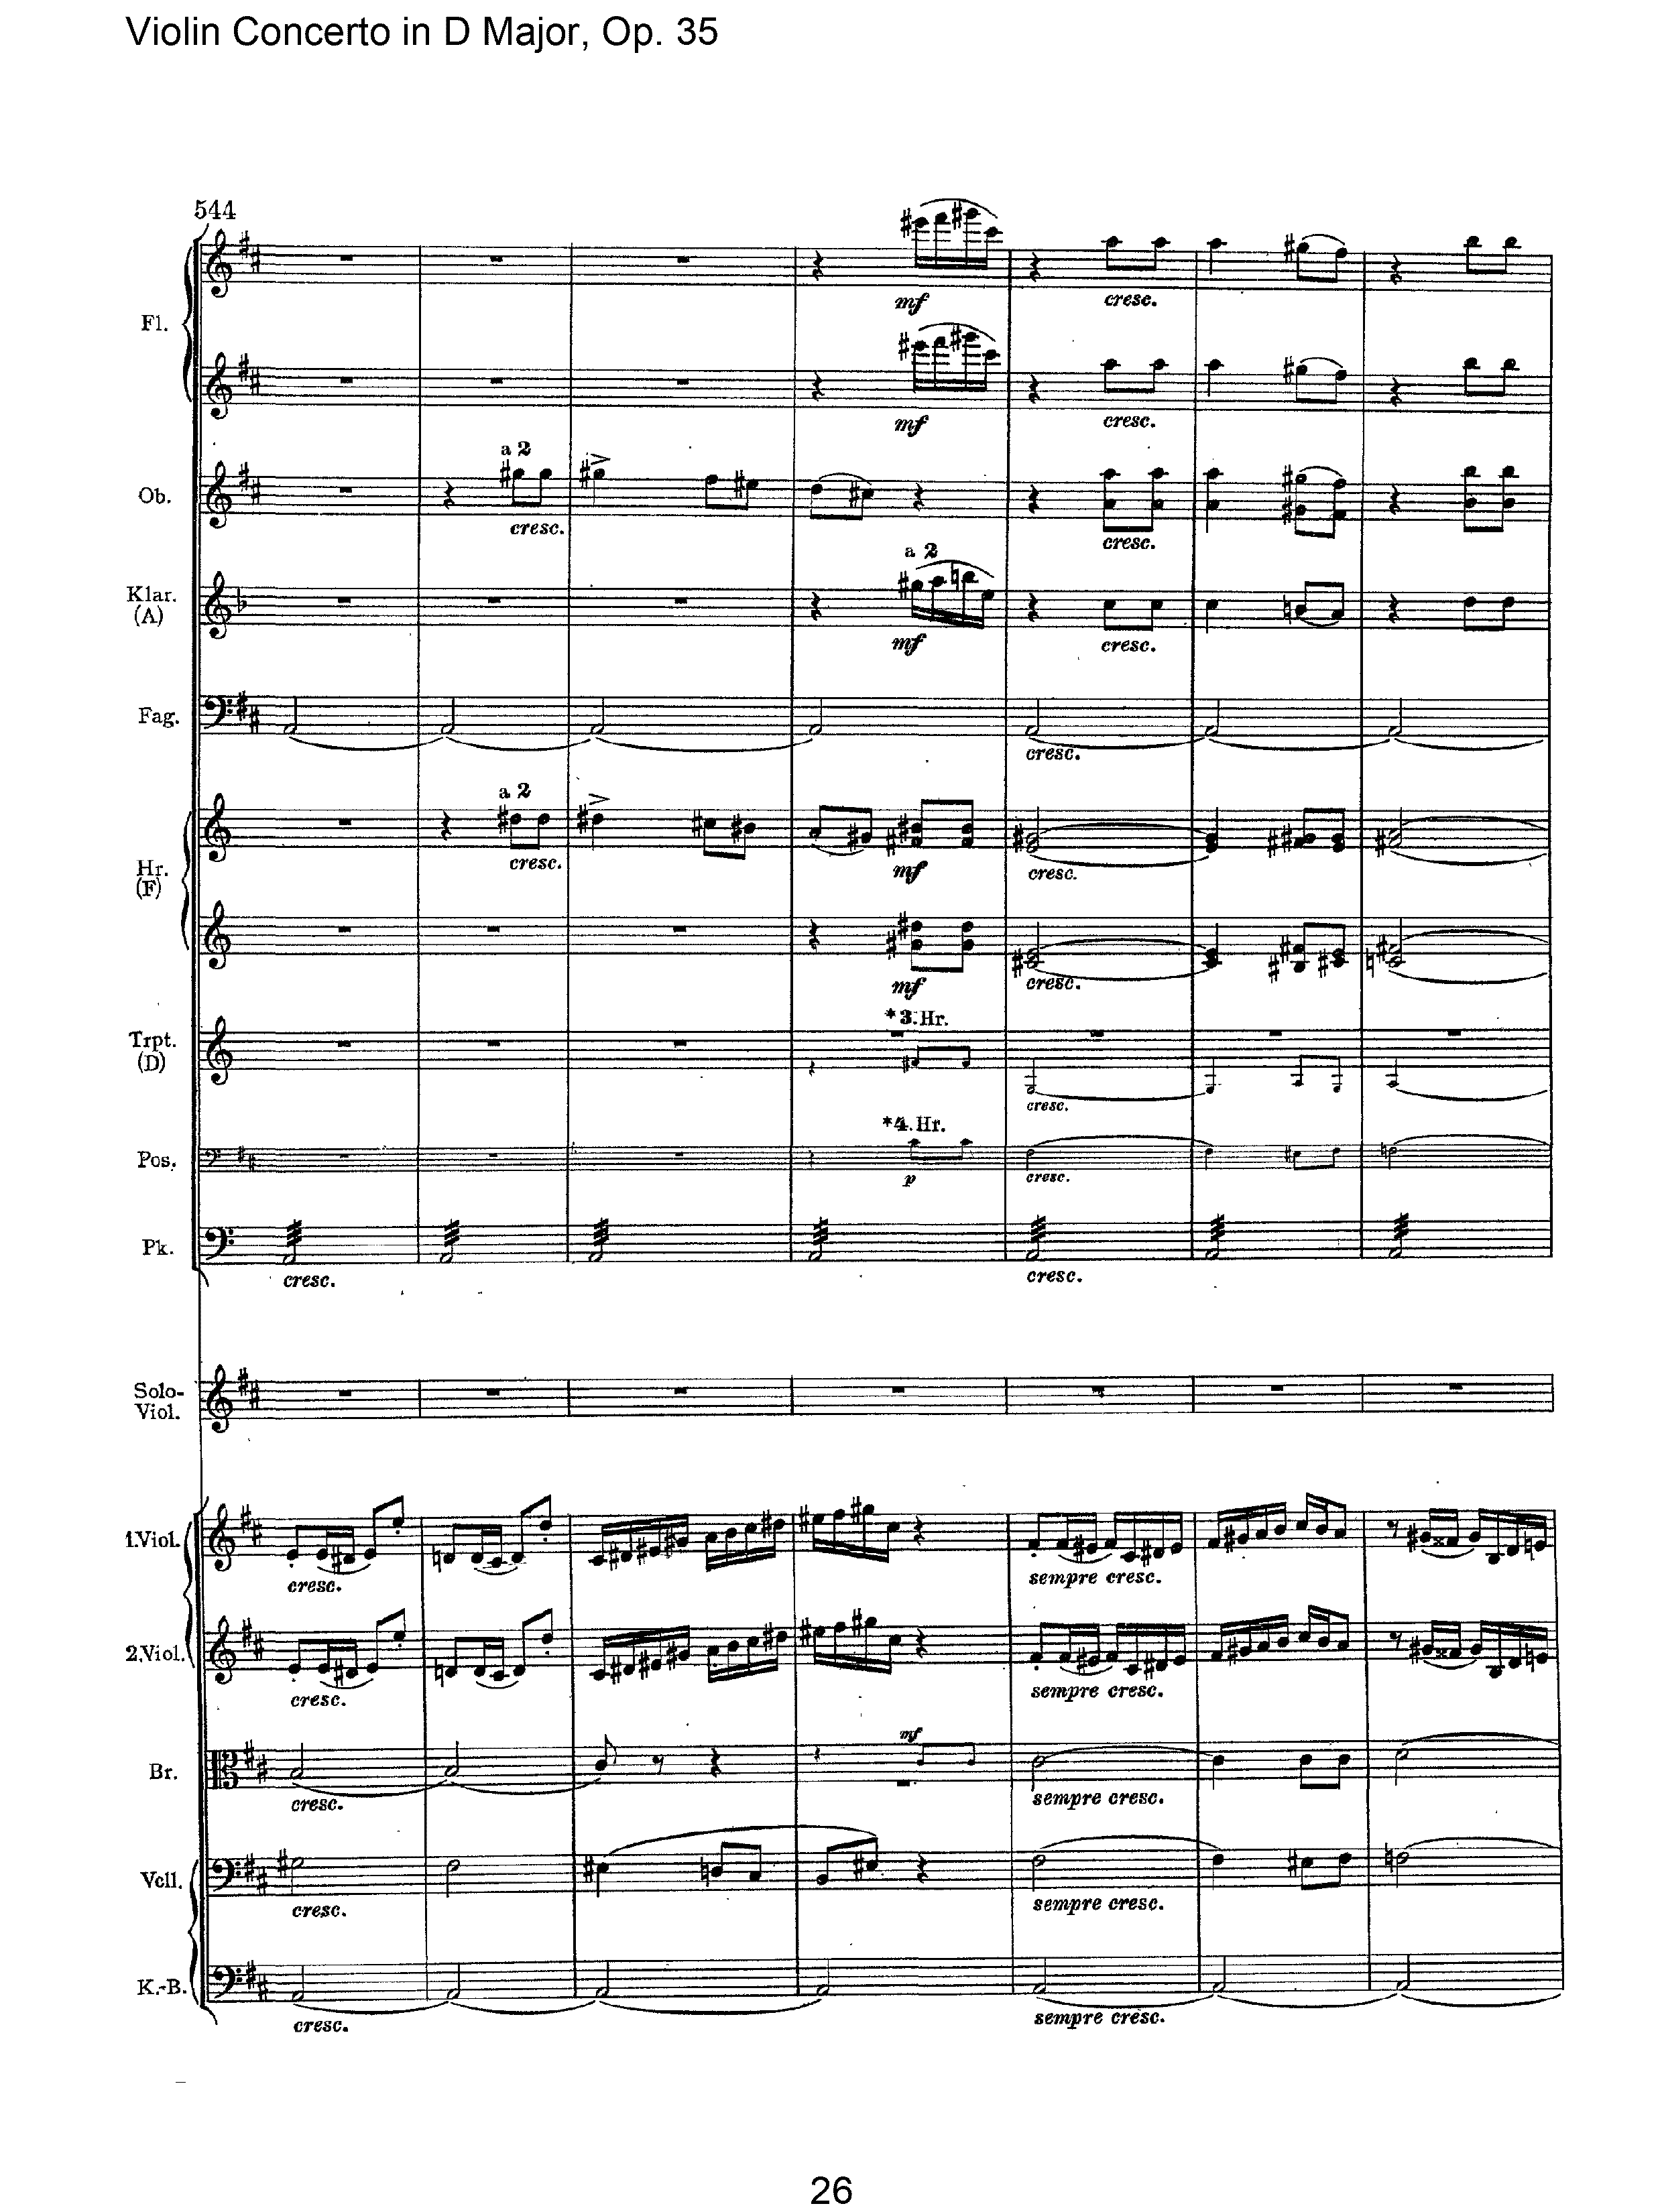 Violin Concerto in D Major, Op. 35
544
Fl.
mf
cresc.
mf
cresc.
a 2
Ob.
cresc.
cresc.
a 2
Klar.
(A)
mf
cresc.
Fag.
cresc.
a 2
Hr.
(F)
cresc.
mf
cresc.
mf
cresc.
*3. Hr.
Trpt.
(D)
cresc.
*4. Hr.
Pos.
p
cresc.
Pk.
cresc.
cresc.
Solo-
Viol.
1.Viol.
cresc.
sempre cresc.
2.Viol.
cresc.
sempre cresc.
mf
Br.
cresc.
sempre cresc.
Vcll.
cresc.
sempre cresc.
K.-B.
cresc.
sempre cresc.
26